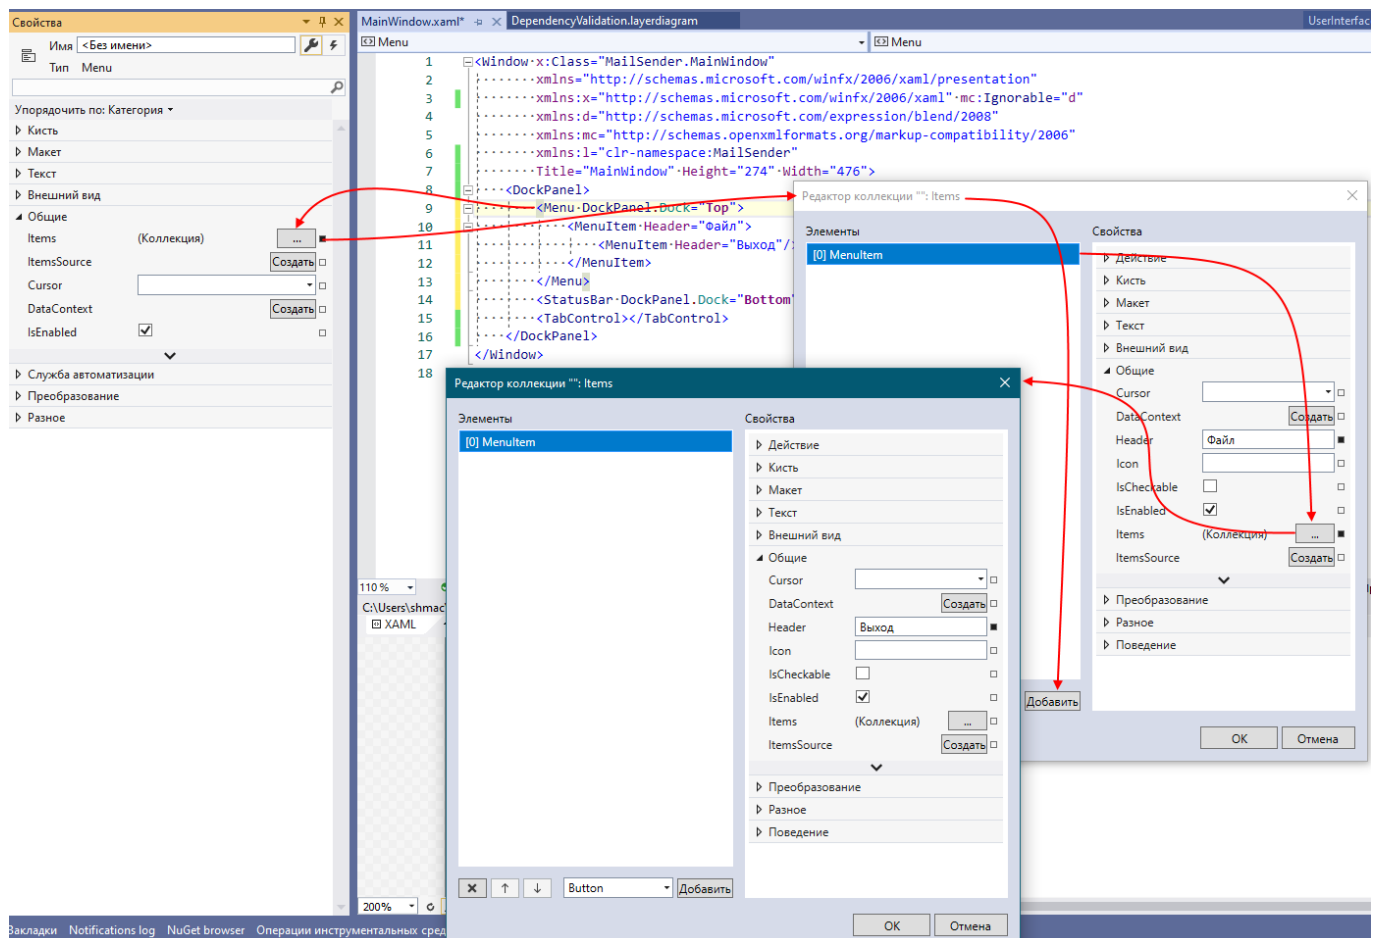 Свойства
Имя <Без имени>
Тип Menu
Упорядочить по: Категория
Кисть
Макет
Текст
Внешний вид
Общие
Items (Коллекция) ...
ItemsSource Создать
Cursor
DataContext Создать
IsEnabled
Служба автоматизации
Преобразование
Разное
MainWindow.xaml* DependencyValidation.layerdiagram
Menu Menu
1 <Window x:Class="MailSender.MainWindow"
2 xmlns="http://schemas.microsoft.com/winfx/2006/xaml/presentation"
3 xmlns:x="http://schemas.microsoft.com/winfx/2006/xaml" mc:Ignorable="d"
4 xmlns:d="http://schemas.microsoft.com/expression/blend/2008"
5 xmlns:mc="http://schemas.openxmlformats.org/markup-compatibility/2006"
6 xmlns:l="clr-namespace:MailSender"
7 Title="MainWindow" Height="274" Width="476">
8 <DockPanel>
9 <Menu DockPanel.Dock="Top">
10 <MenuItem Header="Файл">
11 <MenuItem Header="Выход"/
12 </MenuItem>
13 </Menu>
14 <StatusBar DockPanel.Dock="Bottom"
15 <TabControl></TabControl>
16 </DockPanel>
17 </Window>
18
110 %
XAML
200%
Редактор коллекции "": Items
Элементы
[0] MenuItem
Добавить
Свойства
Действие
Кисть
Макет
Текст
Внешний вид
Общие
Cursor
DataContext Создать
Header Файл
Icon
IsCheckable
IsEnabled
Items (Коллекция) ...
ItemsSource Создать
Преобразование
Разное
Поведение
ОК Отмена
Редактор коллекции "": Items
Элементы
[0] MenuItem
Button Добавить
Свойства
Действие
Кисть
Макет
Текст
Внешний вид
Общие
Cursor
DataContext Создать
Header Выход
Icon
IsCheckable
IsEnabled
Items (Коллекция) ...
ItemsSource Создать
Преобразование
Разное
Поведение
ОК Отмена
Закладки Notifications log NuGet browser Операции